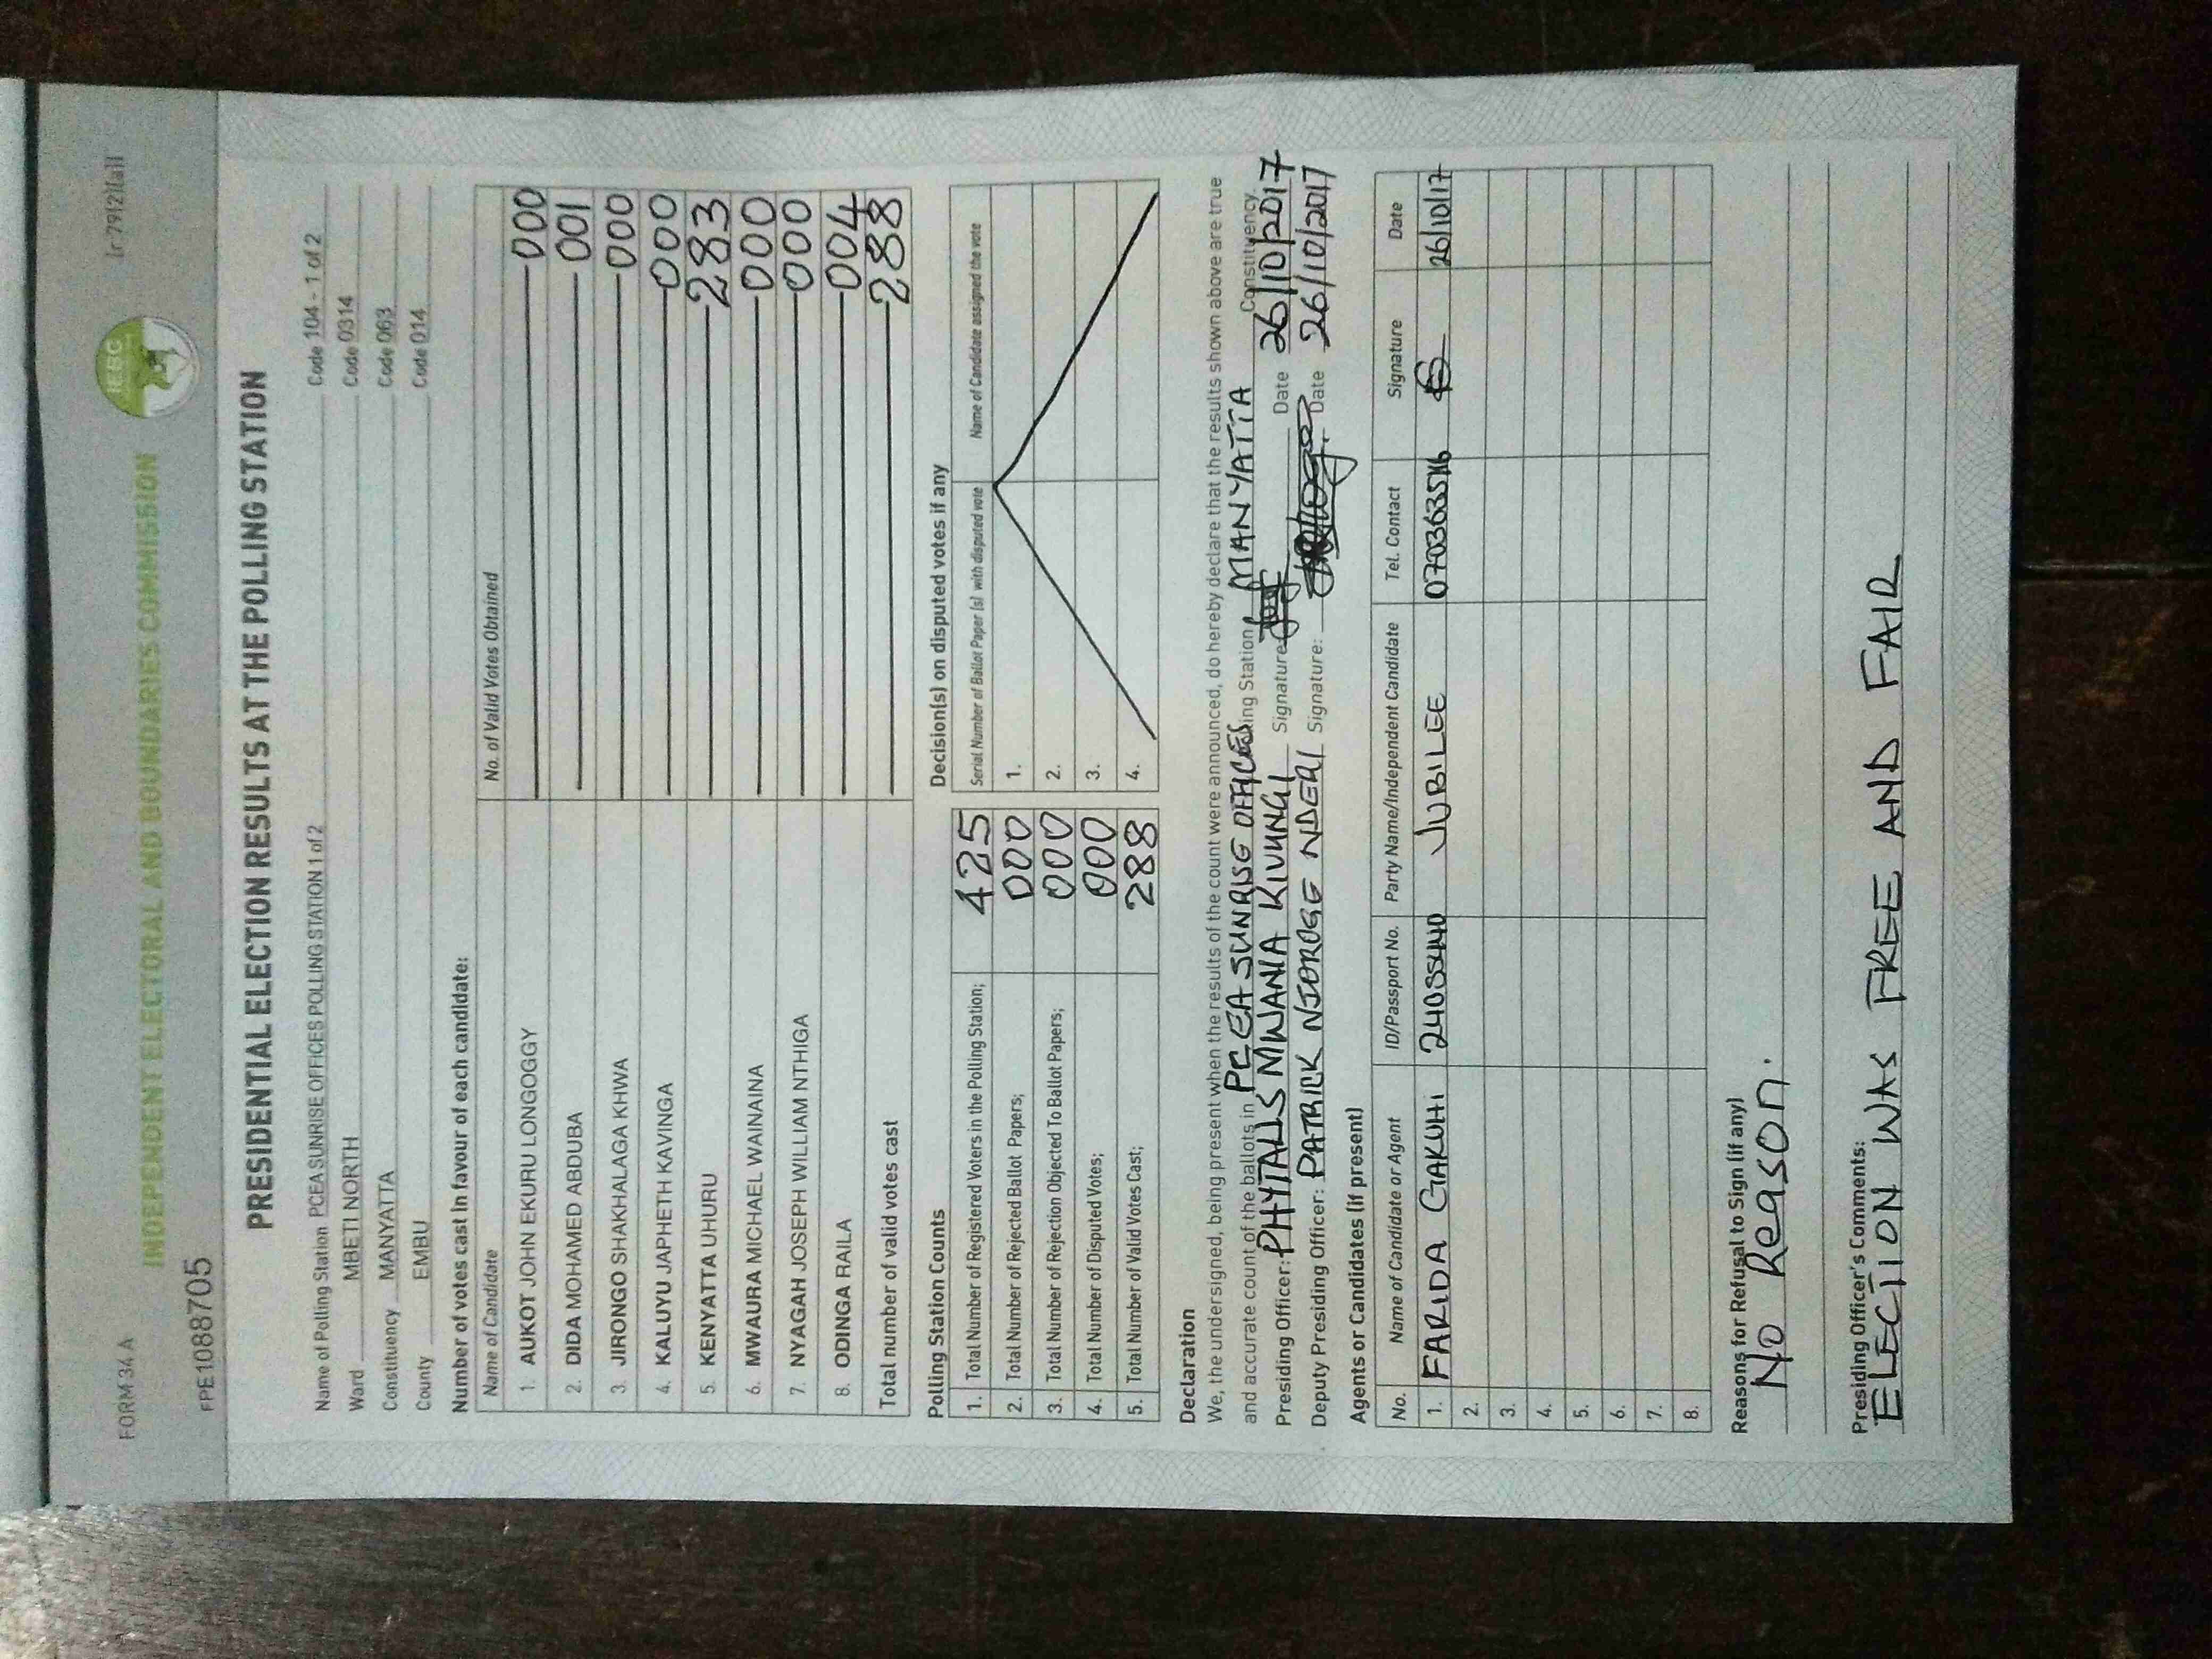 FORM 34 A
(r 79(2)(a))
INDEPENDENT ELECTORAL AND BOUNDARIES COMMISSION
IEBC
FPE1088705
PRESIDENTIAL ELECTION RESULTS AT THE POLLING STATION
Name of Polling Station PCEA SUNRISE OFFICES POLLING STATION 1 of 2 Code 104 - 1 of 2
Ward MBETI NORTH Code 0314
Constituency MANYATTA Code 063
County EMBU Code 014
Number of votes cast in favour of each candidate:
Name of Candidate No. of Valid Votes Obtained
1. AUKOT JOHN EKURU LONGOGGY 000
2. DIDA MOHAMED ABDUBA 001
3. JIRONGO SHAKHALAGA KHWA 000
4. KALUYU JAPHETH KAVINGA 000
5. KENYATTA UHURU 283
6. MWAURA MICHAEL WAINAINA 000
7. NYAGAH JOSEPH WILLIAM NTHIGA 000
8. ODINGA RAILA 004
Total number of valid votes cast 288
Polling Station Counts
1. Total Number of Registered Voters in the Polling Station; 425
2. Total Number of Rejected Ballot Papers; 000
3. Total Number of Rejection Objected To Ballot Papers; 000
4. Total Number of Disputed Votes; 000
5. Total Number of Valid Votes Cast; 288
Decision(s) on disputed votes if any
Serial Number of Ballot Paper (s) with disputed vote Name of Candidate assigned the vote
1.
2.
3.
4.
Declaration
We, the undersigned, being present when the results of the count were announced, do hereby declare that the results shown above are true
and accurate count of the ballots in PCEA SUNRISE OFFICES ing Station, MANYATTA Constituency
Presiding Officer: PHYTALIS MWANIA KIVUNGI Signature Date 26/10/2017
Deputy Presiding Officer: PATRICK NJOROGE NDERI Signature: Date 26/10/2017
Agents or Candidates (if present)
No. Name of Candidate or Agent ID/Passport No. Party Name/Independent Candidate Tel. Contact Signature Date
1. FARIDA GAKUHI JUBILEE 26/10/17
2.
3.
4.
5.
6.
7.
8.
Reasons for Refusal to Sign (if any)
No Reason.
Presiding Officer's Comments:
ELECTION WAS FREE AND FAIR